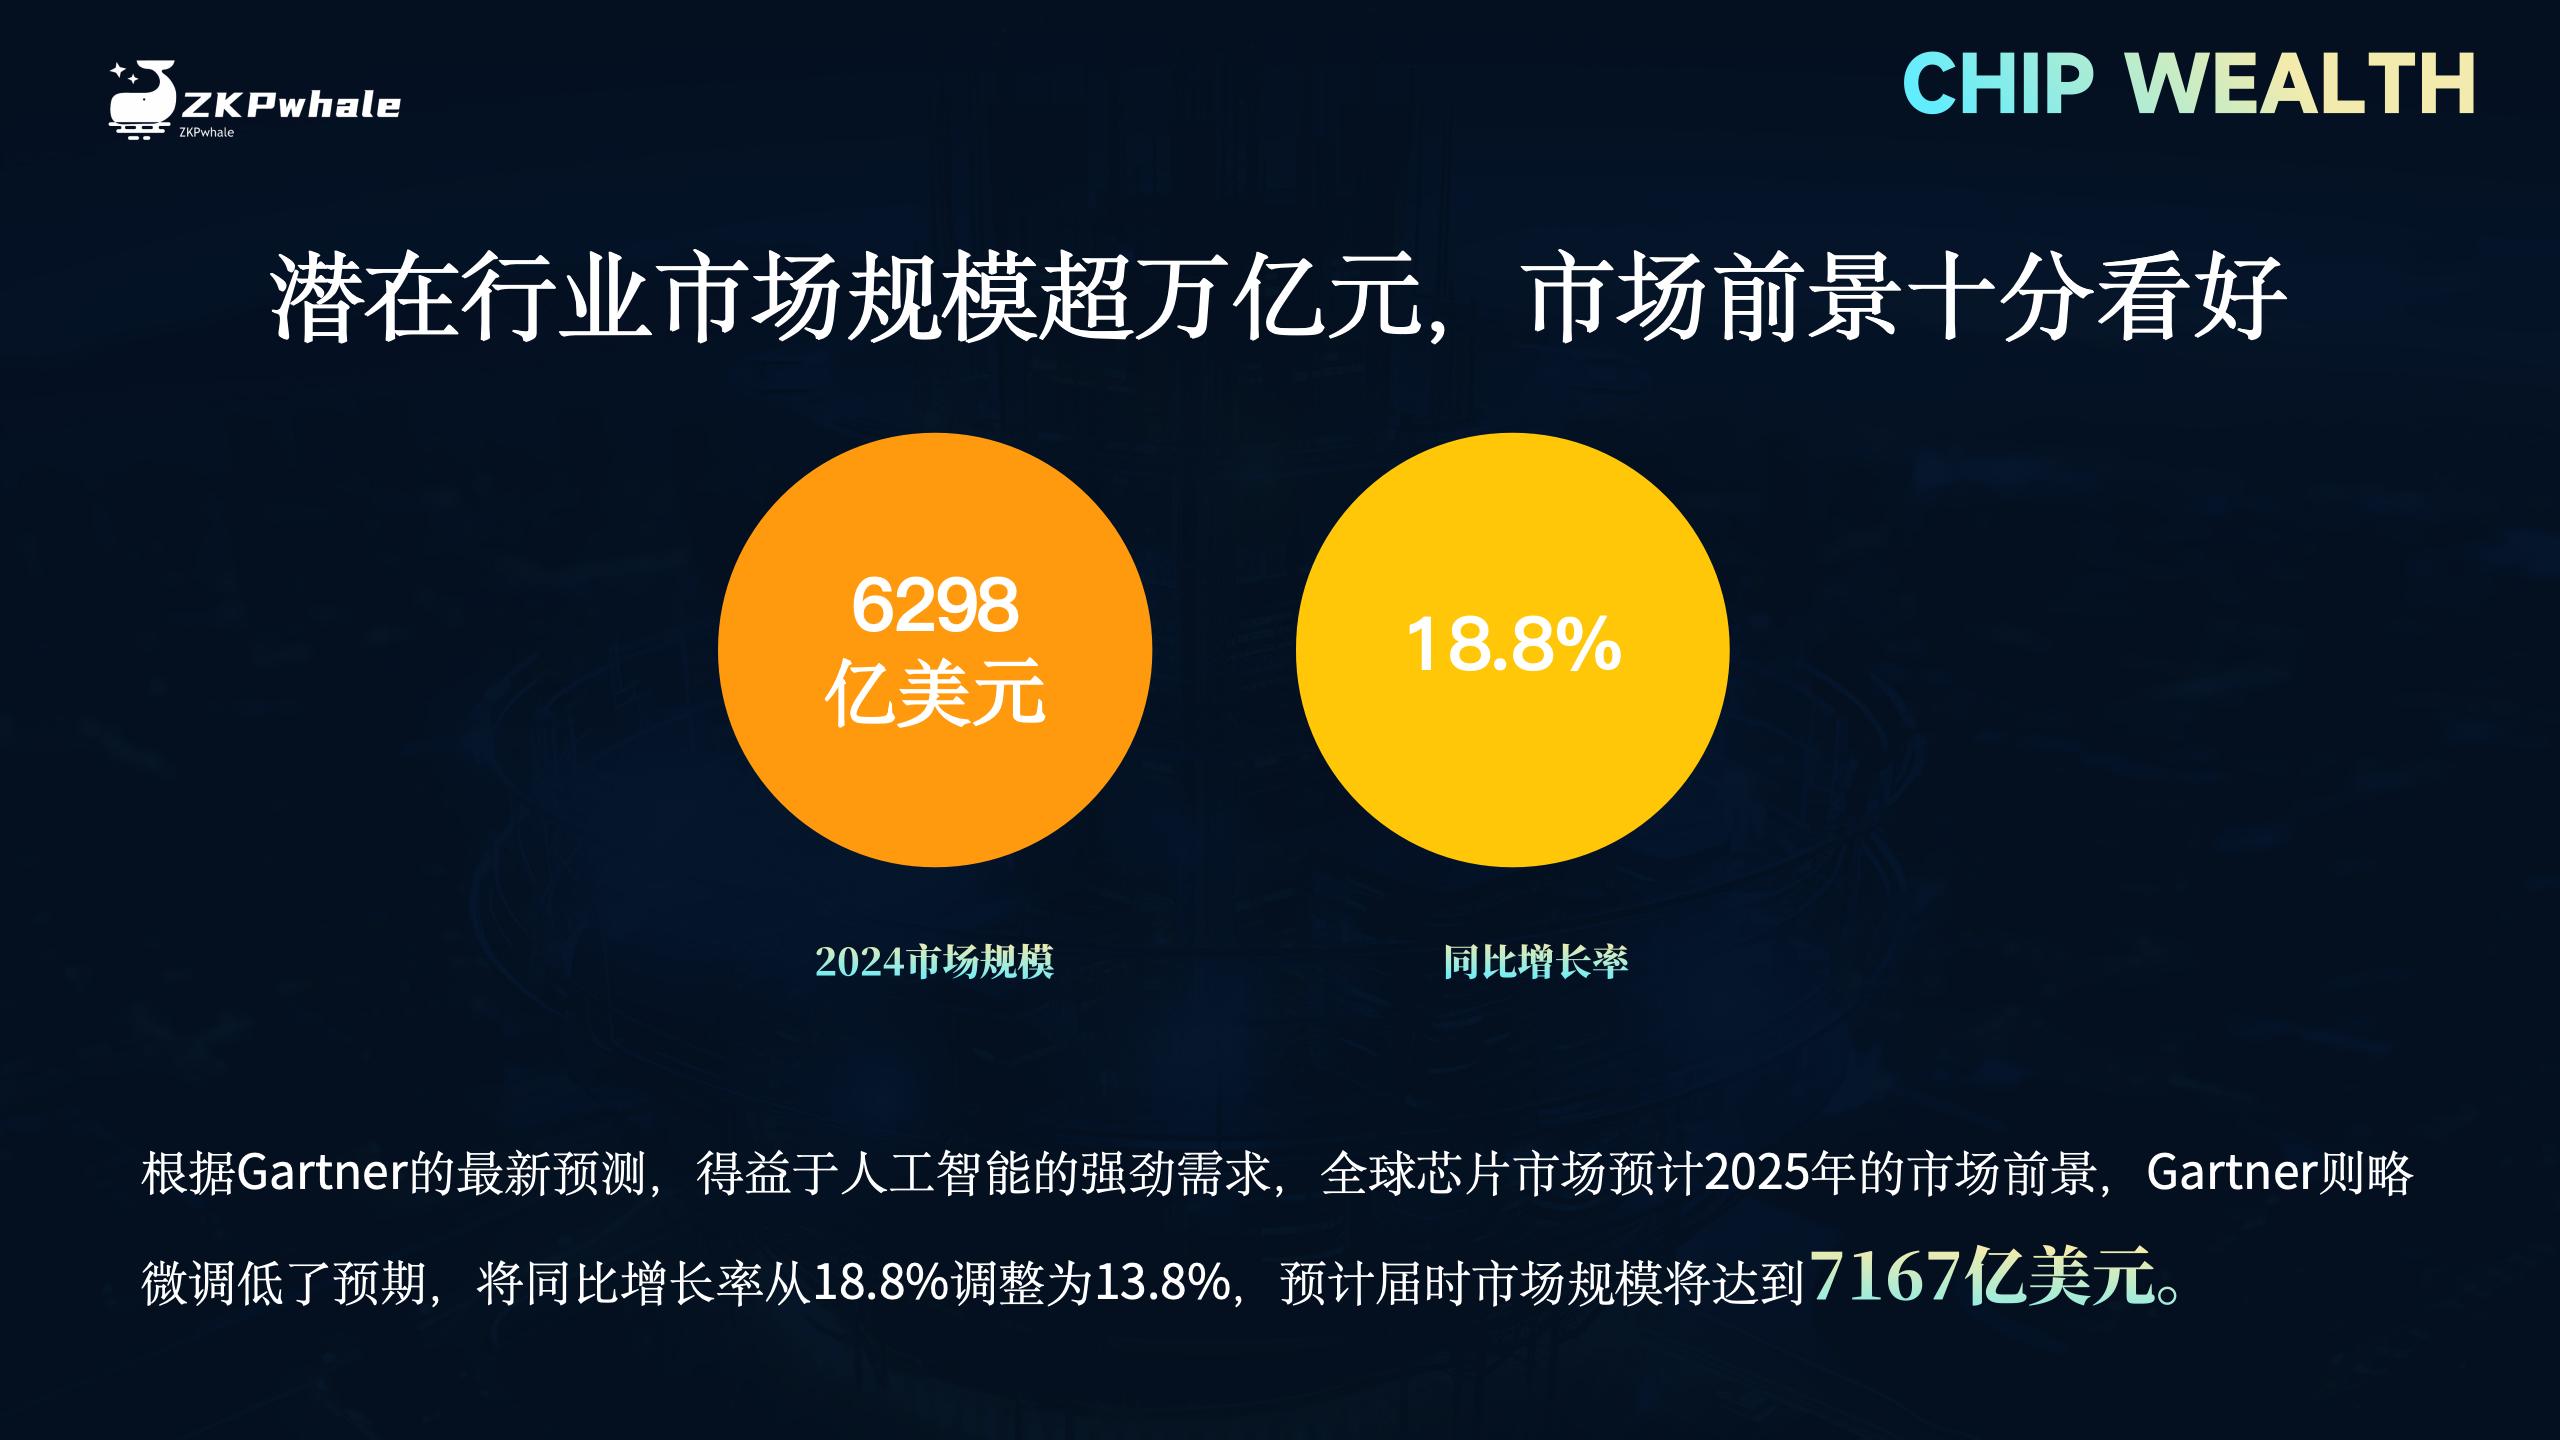 ZKPwhale
ZKPwhale
CHIP WEALTH
潜在行业市场规模超万亿元，市场前景十分看好
6298
亿美元
18.8%
2024市场规模
同比增长率
根据Gartner的最新预测，得益于人工智能的强劲需求，全球芯片市场预计2025年的市场前景，Gartner则略
微调低了预期，将同比增长率从18.8%调整为13.8%，预计届时市场规模将达到7167亿美元。